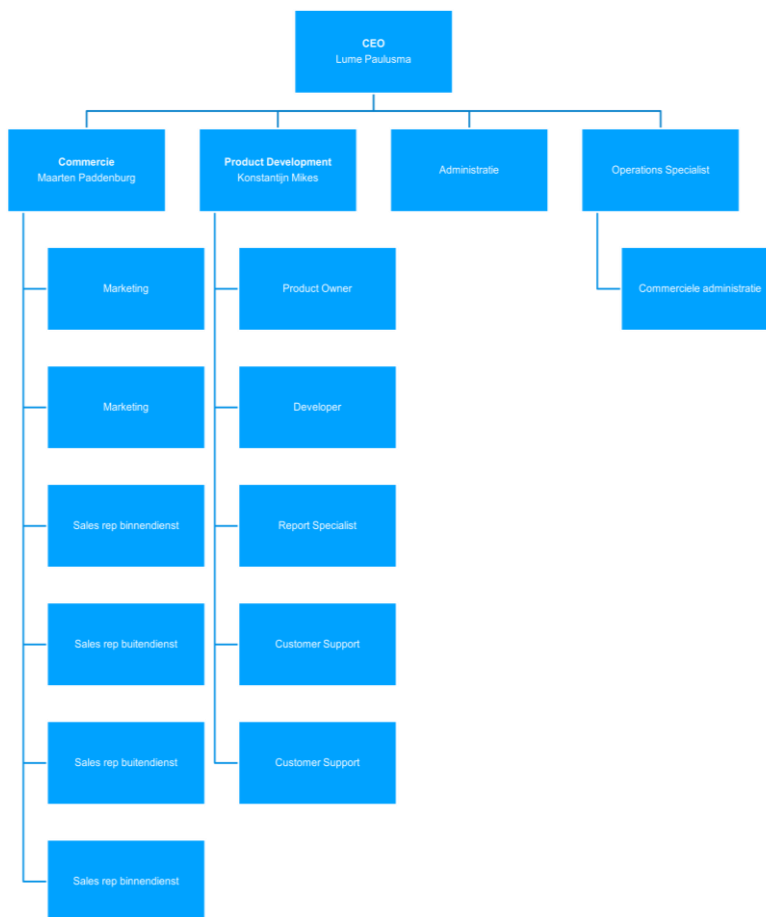 CEO
Lume Paulusma
Commercie
Maarten Paddenburg
Product Development
Konstantijn Mikes
Administratie
Operations Specialist
Marketing
Product Owner
Commerciele administratie
Marketing
Developer
Sales rep binnendienst
Report Specialist
Sales rep buitendienst
Customer Support
Sales rep buitendienst
Customer Support
Sales rep binnendienst